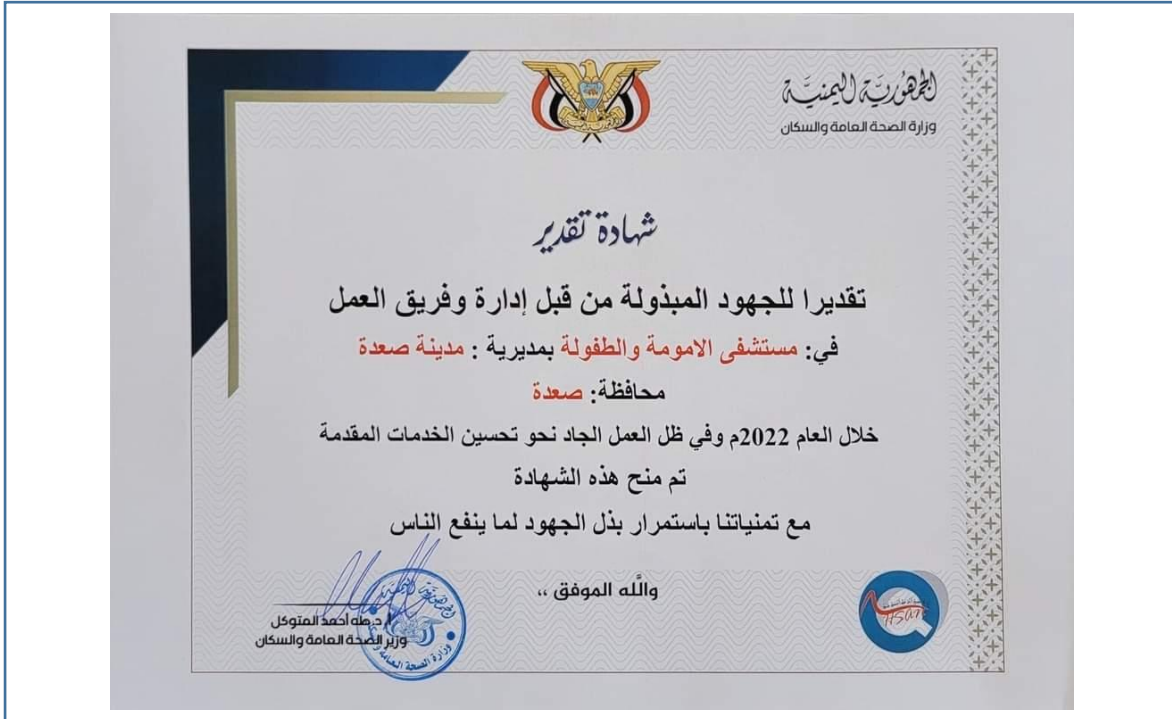 الجمهورية اليمنية
وزارة الصحة العامة والسكان
شهادة تقدير
تقديرا للجهود المبذولة من قبل إدارة وفريق العمل
في: مستشفى الامومة والطفولة بمديرية : مدينة صعدة
محافظة: صعدة
خلال العام 2022م وفي ظل العمل الجاد نحو تحسين الخدمات المقدمة
تم منح هذه الشهادة
مع تمنياتنا باستمرار بذل الجهود لما ينفع الناس
والله الموفق ،،
أ. د. طه أحمد المتوكل
وزير الصحة العامة والسكان